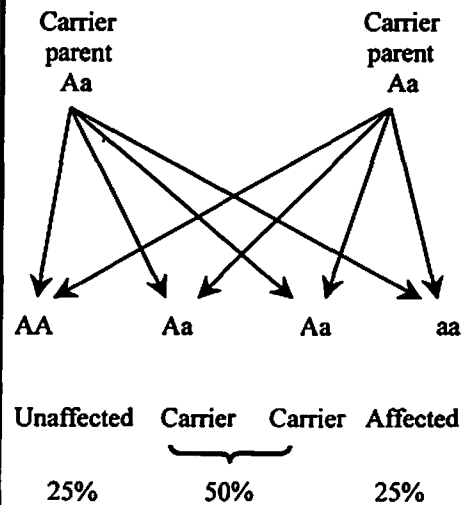 Carrier Carrier
parent parent
Aa Aa
AA Aa Aa aa
Unaffected Carrier Carrier Affected
25% 50% 25%